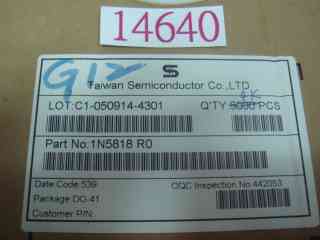 14640
G12
S
Taiwan Semiconductor Co.,LTD
LOT:C1-050914-4301
Q'TY 5000 PCS
Part No:1N5818 R0
Date Code:539
OQC Inspection No:442053
Package:DO-41
Customer P/N: